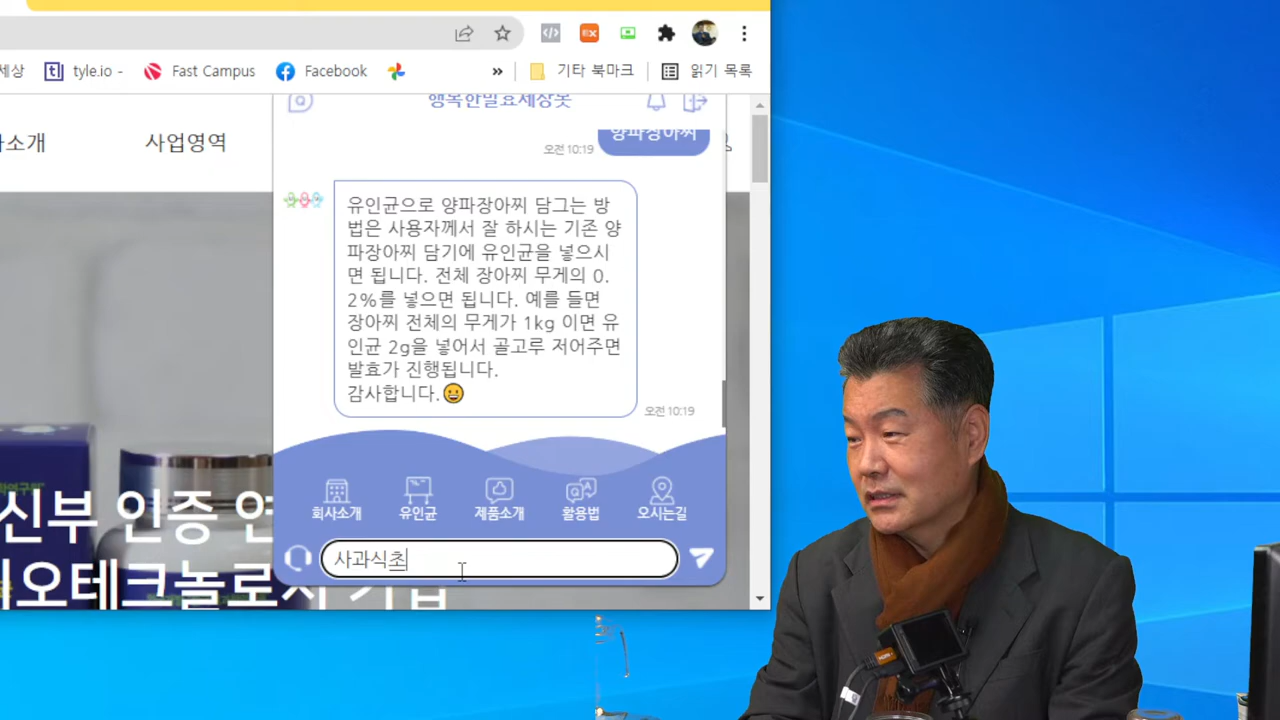 세상
tyle.io -
Fast Campus
Facebook
»
기타 북마크
읽기 목록
소개
사업영역
행복한발효세상봇
양파장아찌
오전 10:19
유인균으로 양파장아찌 담그는 방
법은 사용자께서 잘 하시는 기존 양
파장아찌 담기에 유인균을 넣으시
면 됩니다. 전체 장아찌 무게의 0.
2%를 넣으면 됩니다. 예를 들면
장아찌 전체의 무게가 1kg 이면 유
인균 2g을 넣어서 골고루 저어주면
발효가 진행됩니다.
감사합니다.😀
오전 10:19
회사소개
유인균
제품소개
활용법
오시는길
사과식초
신부 인증 연
이오테크놀로지 기업